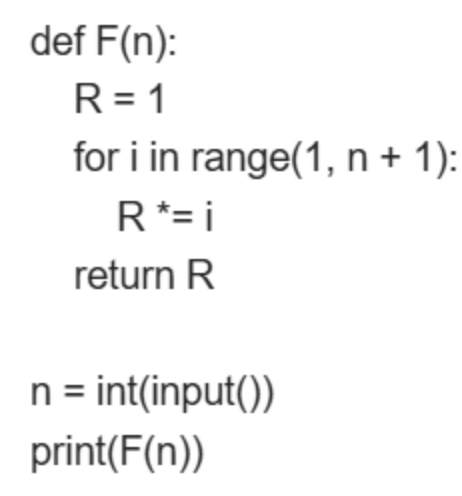 def F(n):
    R = 1
    for i in range(1, n + 1):
        R *= i
    return R

n = int(input())
print(F(n))